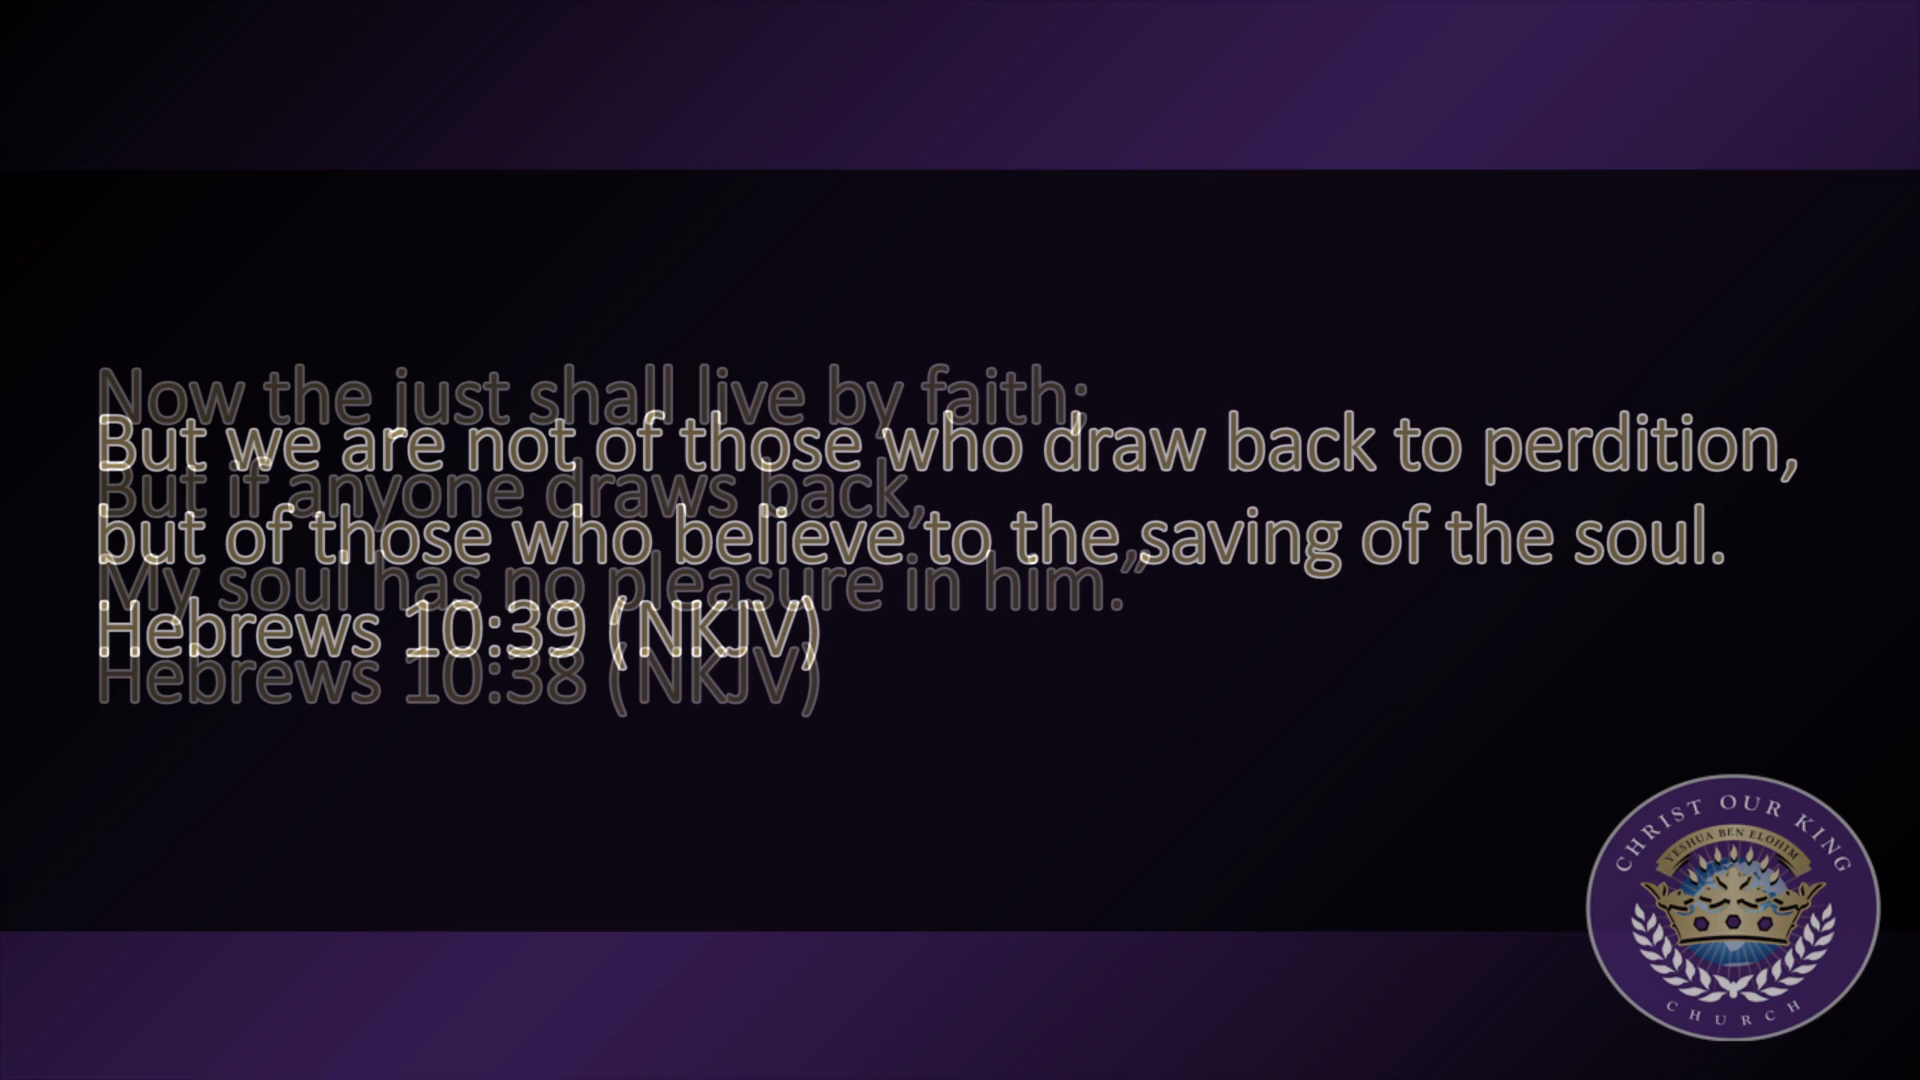 Now the just shall live by faith;
But if anyone draws back,
My soul has no pleasure in him.”
Hebrews 10:38 (NKJV)
But we are not of those who draw back to perdition,
but of those who believe to the saving of the soul.
Hebrews 10:39 (NKJV)
CHRIST OUR KING
YESHUA BEN ELOHIM
CHURCH